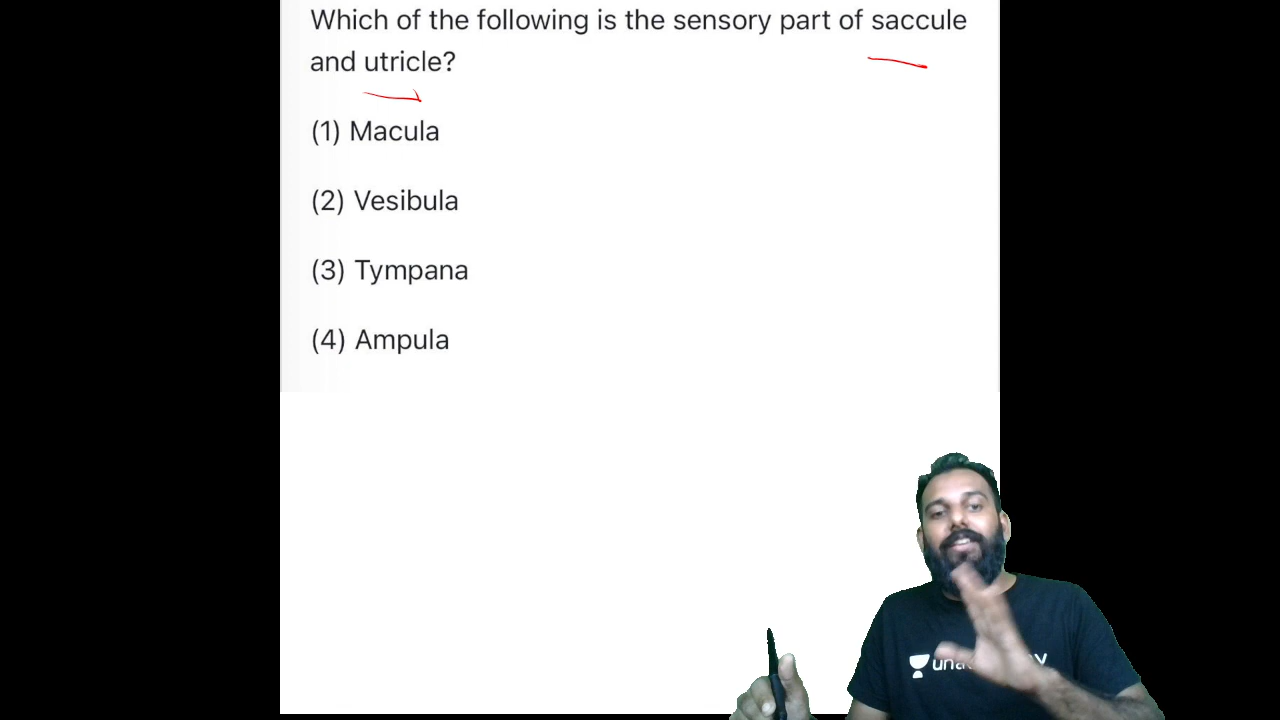 Which of the following is the sensory part of saccule
and utricle?
(1) Macula
(2) Vesibula
(3) Tympana
(4) Ampula